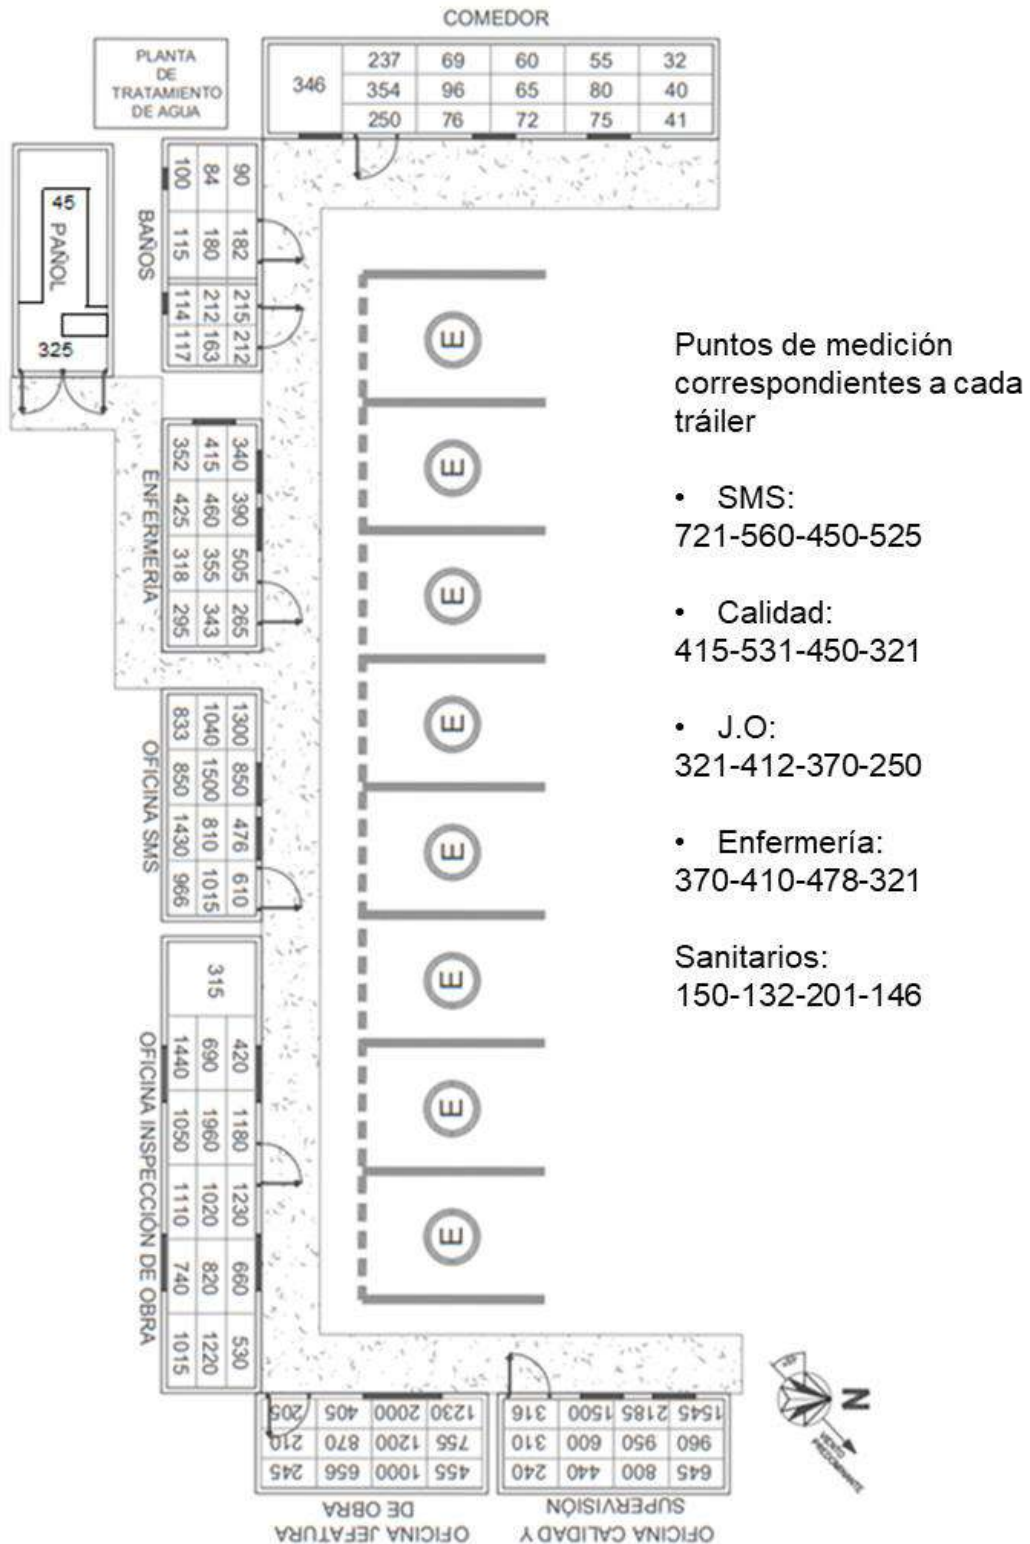 COMEDOR
PLANTA
DE
TRATAMIENTO
DE AGUA
346
237 69 60 55 32
354 96 65 80 40
250 76 72 75 41
45
PAÑOL
325
BAÑOS
90 182 215 212
84 180 212 163
100 115 114 117
ENFERMERÍA
340 390 505 265
415 460 355 343
352 425 318 295
OFICINA SMS
1300 850 476 610
1040 1500 810 1015
833 850 1430 966
OFICINA INSPECCIÓN DE OBRA
315
420 1180 1230 660 530
690 1960 1020 820 1220
1440 1050 1110 740 1015
E
E
E
E
E
E
E
E
Puntos de medición
correspondientes a cada
tráiler
• SMS:
721-560-450-525
• Calidad:
415-531-450-321
• J.O:
321-412-370-250
• Enfermería:
370-410-478-321
Sanitarios:
150-132-201-146
N
VIENTO
PREDOMINANTE
OFICINA JEFATURA
DE OBRA
455 1000 656 245
755 1200 870 210
1230 2000 405 205
OFICINA CALIDAD Y
SUPERVISIÓN
645 800 440 240
960 950 600 310
1545 2185 1500 316